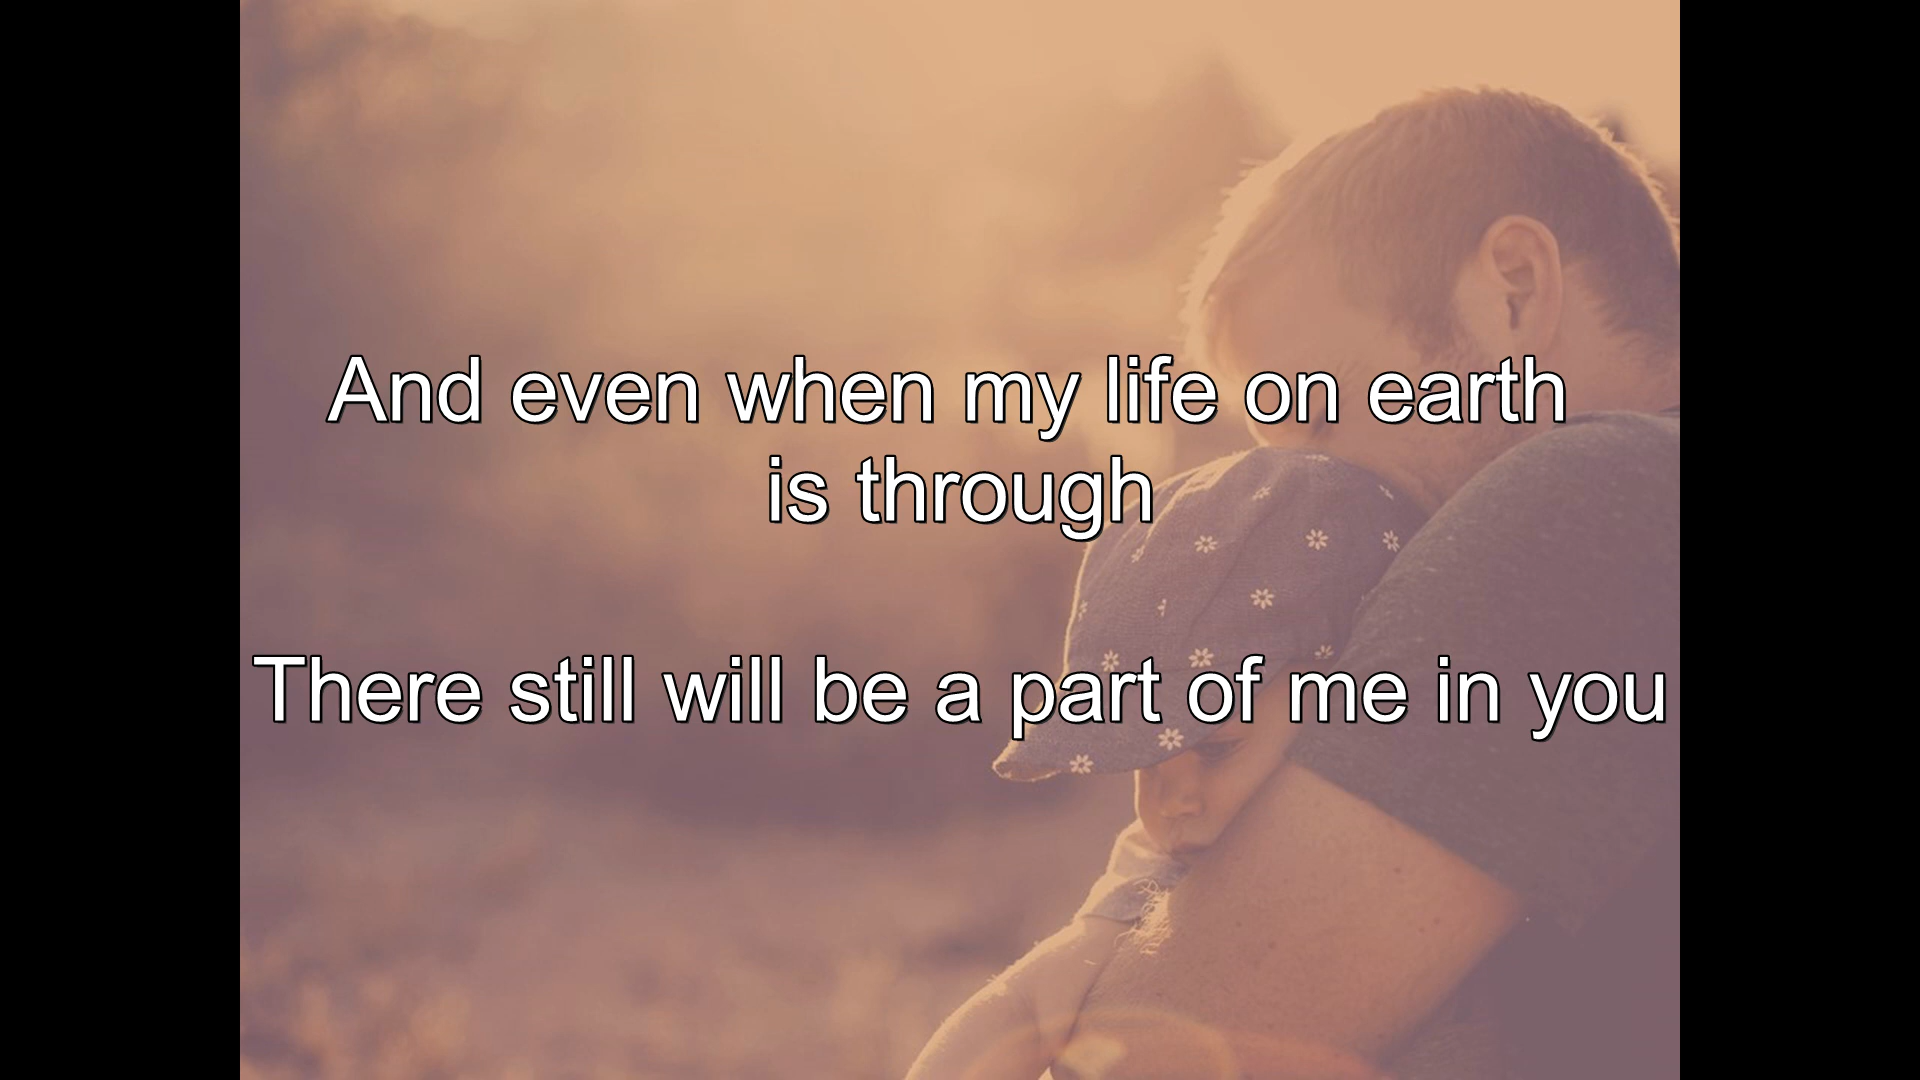 And even when my life on earth
is through
There still will be a part of me in you